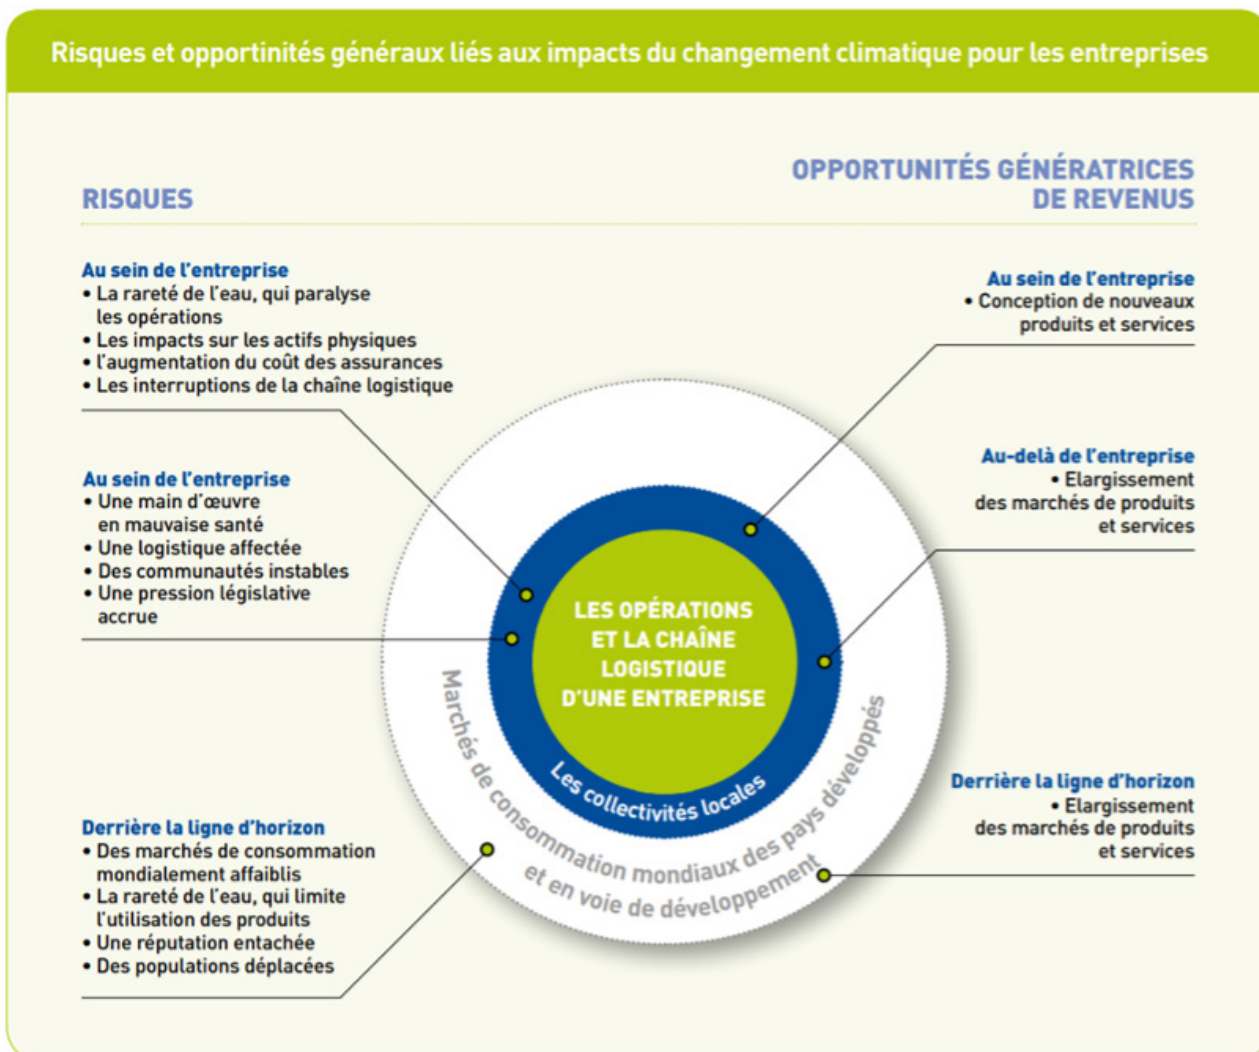 Risques et opportinités généraux liés aux impacts du changement climatique pour les entreprises
RISQUES
OPPORTUNITÉS GÉNÉRATRICES
DE REVENUS
Au sein de l'entreprise
• La rareté de l'eau, qui paralyse
les opérations
• Les impacts sur les actifs physiques
• l'augmentation du coût des assurances
• Les interruptions de la chaîne logistique
Au sein de l'entreprise
• Une main d'œuvre
en mauvaise santé
• Une logistique affectée
• Des communautés instables
• Une pression législative
accrue
Derrière la ligne d'horizon
• Des marchés de consommation
mondialement affaiblis
• La rareté de l'eau, qui limite
l'utilisation des produits
• Une réputation entachée
• Des populations déplacées
LES OPÉRATIONS
ET LA CHAÎNE
LOGISTIQUE
D'UNE ENTREPRISE
Les collectivités locales
Marchés de consommation mondiaux des pays développés
et en voie de développement
Au sein de l'entreprise
• Conception de nouveaux
produits et services
Au-delà de l'entreprise
• Elargissement
des marchés de produits
et services
Derrière la ligne d'horizon
• Elargissement
des marchés de produits
et services